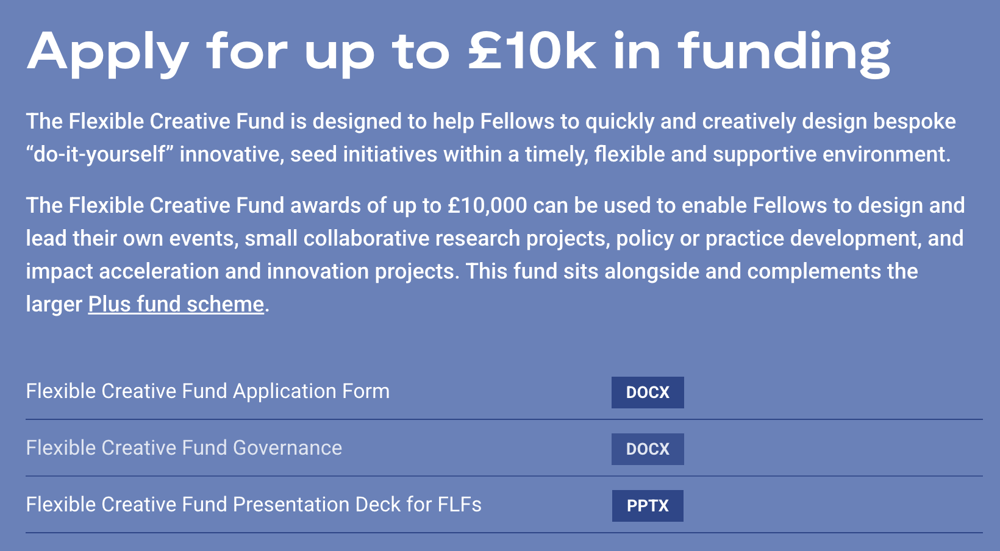 Apply for up to £10k in funding
The Flexible Creative Fund is designed to help Fellows to quickly and creatively design bespoke
“do-it-yourself” innovative, seed initiatives within a timely, flexible and supportive environment.
The Flexible Creative Fund awards of up to £10,000 can be used to enable Fellows to design and
lead their own events, small collaborative research projects, policy or practice development, and
impact acceleration and innovation projects. This fund sits alongside and complements the
larger Plus fund scheme.
Flexible Creative Fund Application Form DOCX
Flexible Creative Fund Governance DOCX
Flexible Creative Fund Presentation Deck for FLFs PPTX